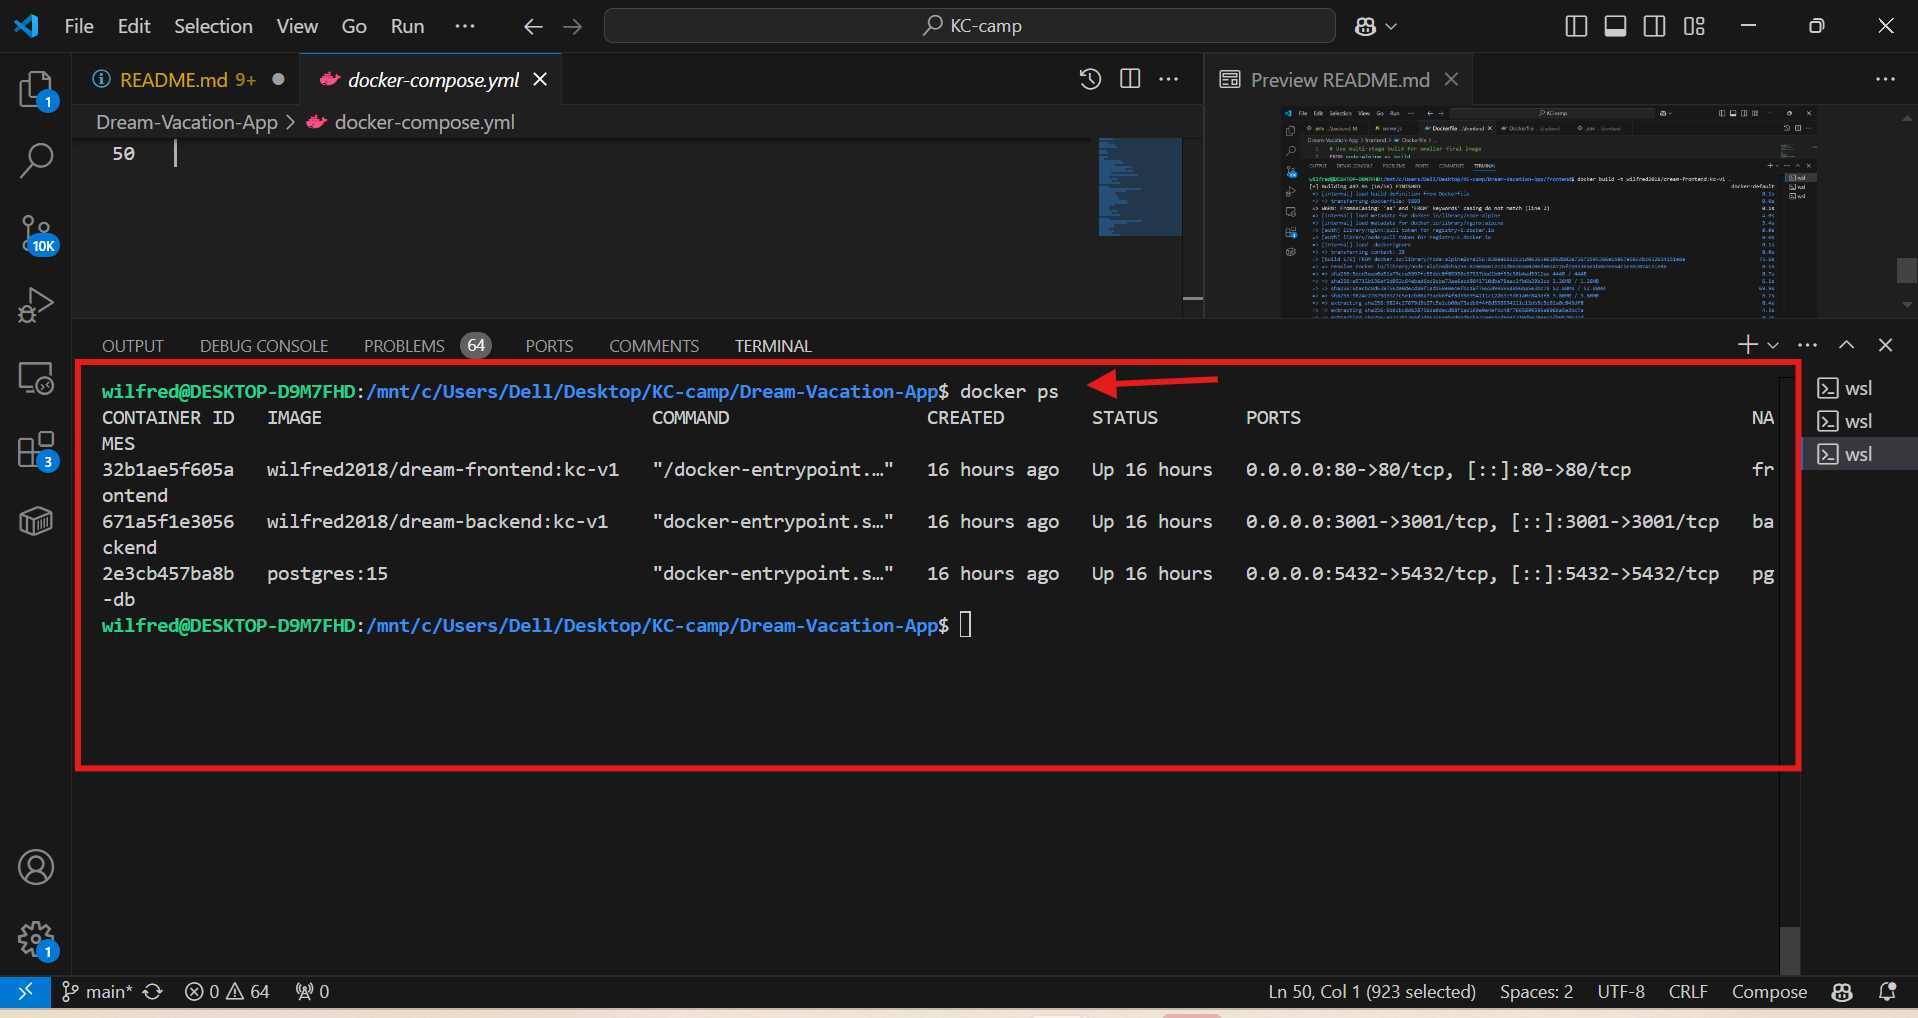 File Edit Selection View Go Run ··· KC-camp
README.md 9+ docker-compose.yml Preview README.md
Dream-Vacation-App > docker-compose.yml
50
1
10K
3
1
OUTPUT DEBUG CONSOLE PROBLEMS 64 PORTS COMMENTS TERMINAL
wilfred@DESKTOP-D9M7FHD:/mnt/c/Users/Dell/Desktop/KC-camp/Dream-Vacation-App$ docker ps
CONTAINER ID IMAGE COMMAND CREATED STATUS PORTS NA
MES
32b1ae5f605a wilfred2018/dream-frontend:kc-v1 "/docker-entrypoint.…" 16 hours ago Up 16 hours 0.0.0.0:80->80/tcp, [::]:80->80/tcp fr
ontend
671a5f1e3056 wilfred2018/dream-backend:kc-v1 "docker-entrypoint.s…" 16 hours ago Up 16 hours 0.0.0.0:3001->3001/tcp, [::]:3001->3001/tcp ba
ckend
2e3cb457ba8b postgres:15 "docker-entrypoint.s…" 16 hours ago Up 16 hours 0.0.0.0:5432->5432/tcp, [::]:5432->5432/tcp pg
-db
wilfred@DESKTOP-D9M7FHD:/mnt/c/Users/Dell/Desktop/KC-camp/Dream-Vacation-App$
wsl
wsl
wsl
main* 0 64 0 Ln 50, Col 1 (923 selected) Spaces: 2 UTF-8 CRLF Compose